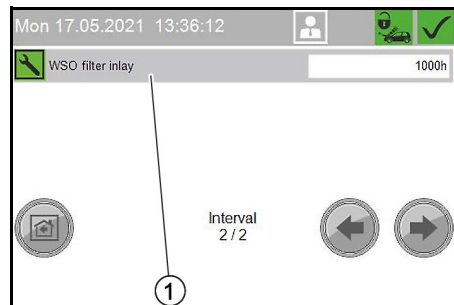 Mon 17.05.2021 13:36:12
WSO filter inlay 1000h
Interval
2 / 2
1